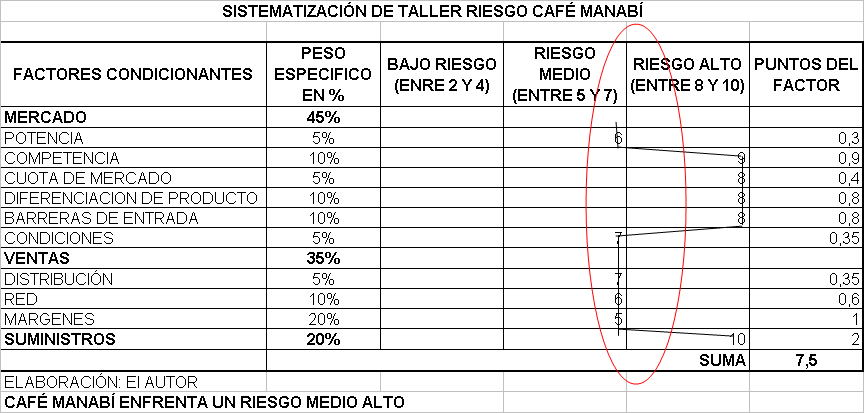 SISTEMATIZACIÓN DE TALLER RIESGO CAFÉ MANABÍ
FACTORES CONDICIONANTES PESO ESPECIFICO EN % BAJO RIESGO (ENRE 2 Y 4) RIESGO MEDIO (ENTRE 5 Y 7) RIESGO ALTO (ENTRE 8 Y 10) PUNTOS DEL FACTOR
MERCADO 45%
POTENCIA 5% 6 0,3
COMPETENCIA 10% 9 0,9
CUOTA DE MERCADO 5% 8 0,4
DIFERENCIACION DE PRODUCTO 10% 8 0,8
BARRERAS DE ENTRADA 10% 8 0,8
CONDICIONES 5% 7 0,35
VENTAS 35%
DISTRIBUCIÓN 5% 7 0,35
RED 10% 6 0,6
MARGENES 20% 5 1
SUMINISTROS 20% 10 2
SUMA 7,5
ELABORACIÓN: El AUTOR
CAFÉ MANABÍ ENFRENTA UN RIESGO MEDIO ALTO